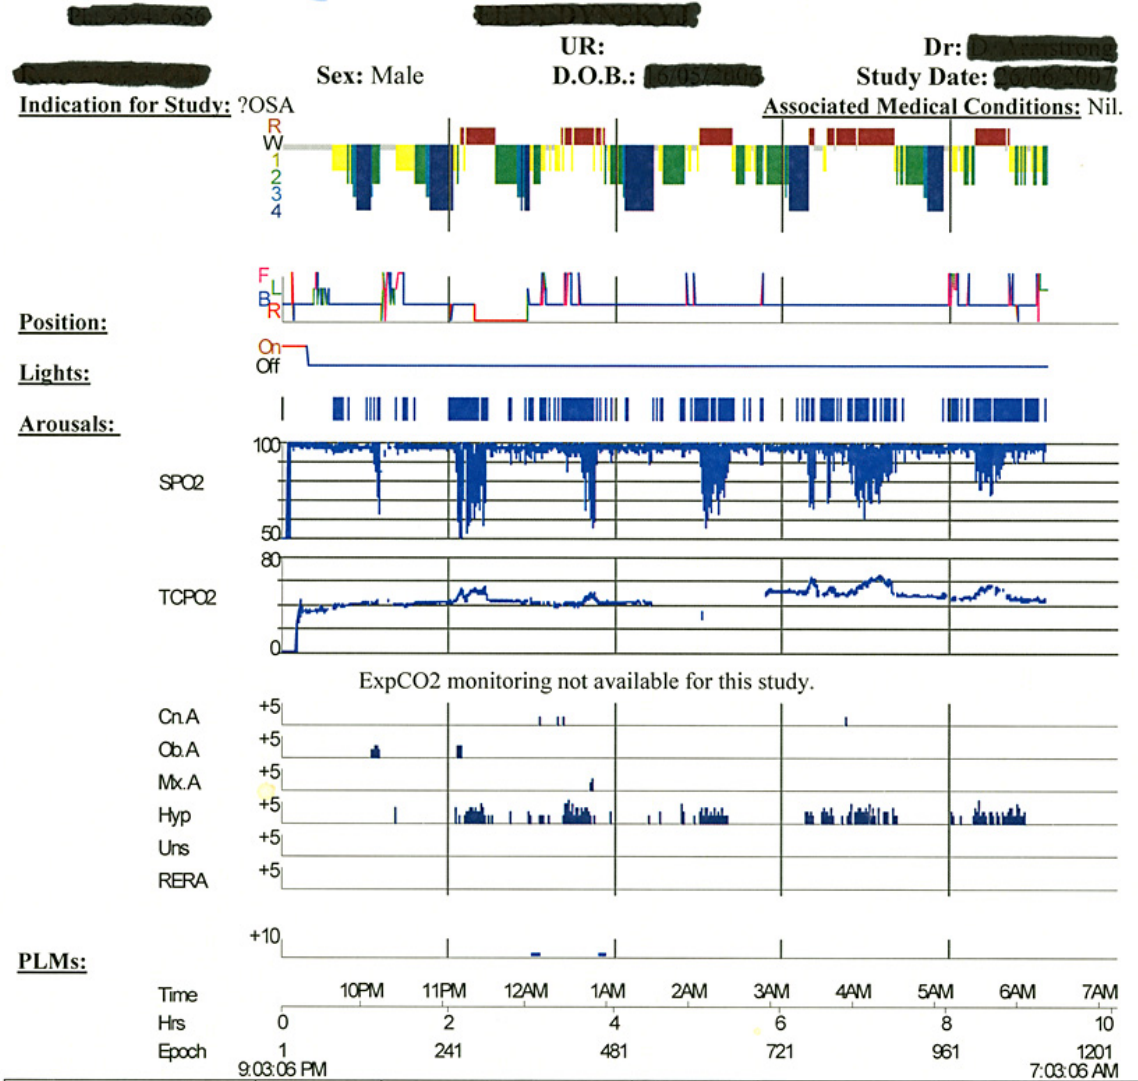 UR:
Dr:
Sex: Male
D.O.B.:
Study Date:
Indication for Study: ?OSA
Associated Medical Conditions: Nil.
R
W
1
2
3
4
F
L
B
R
Position:
On
Off
Lights:
Arousals:
100
SPO2
50
80
TCPO2
0
ExpCO2 monitoring not available for this study.
Cn.A +5
Ob.A +5
Mx.A +5
Hyp +5
Uns +5
RERA +5
+10
PLMs:
Time 10PM 11PM 12AM 1AM 2AM 3AM 4AM 5AM 6AM 7AM
Hrs 0 2 4 6 8 10
Epoch 1 241 481 721 961 1201
9:03:06 PM 7:03:06 AM